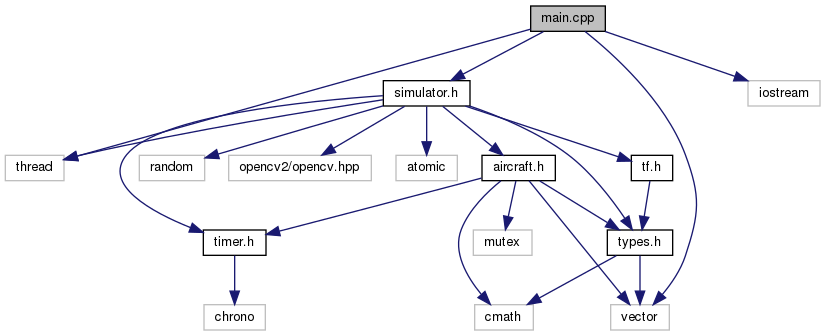 main.cpp
simulator.h
iostream
thread
random
opencv2/opencv.hpp
atomic
aircraft.h
tf.h
timer.h
mutex
types.h
chrono
cmath
vector